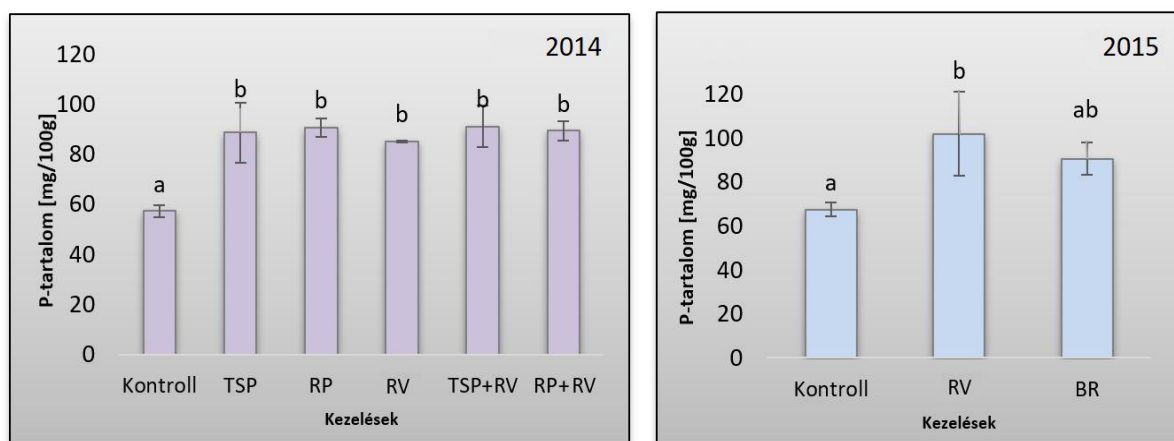 2014
P-tartalom [mg/100g]
120
100
80
60
40
20
0
a
b
b
b
b
b
Kontroll TSP RP RV TSP+RV RP+RV
Kezelések
2015
P-tartalom [mg/100g]
120
100
80
60
40
20
0
a
b
ab
Kontroll RV BR
Kezelések